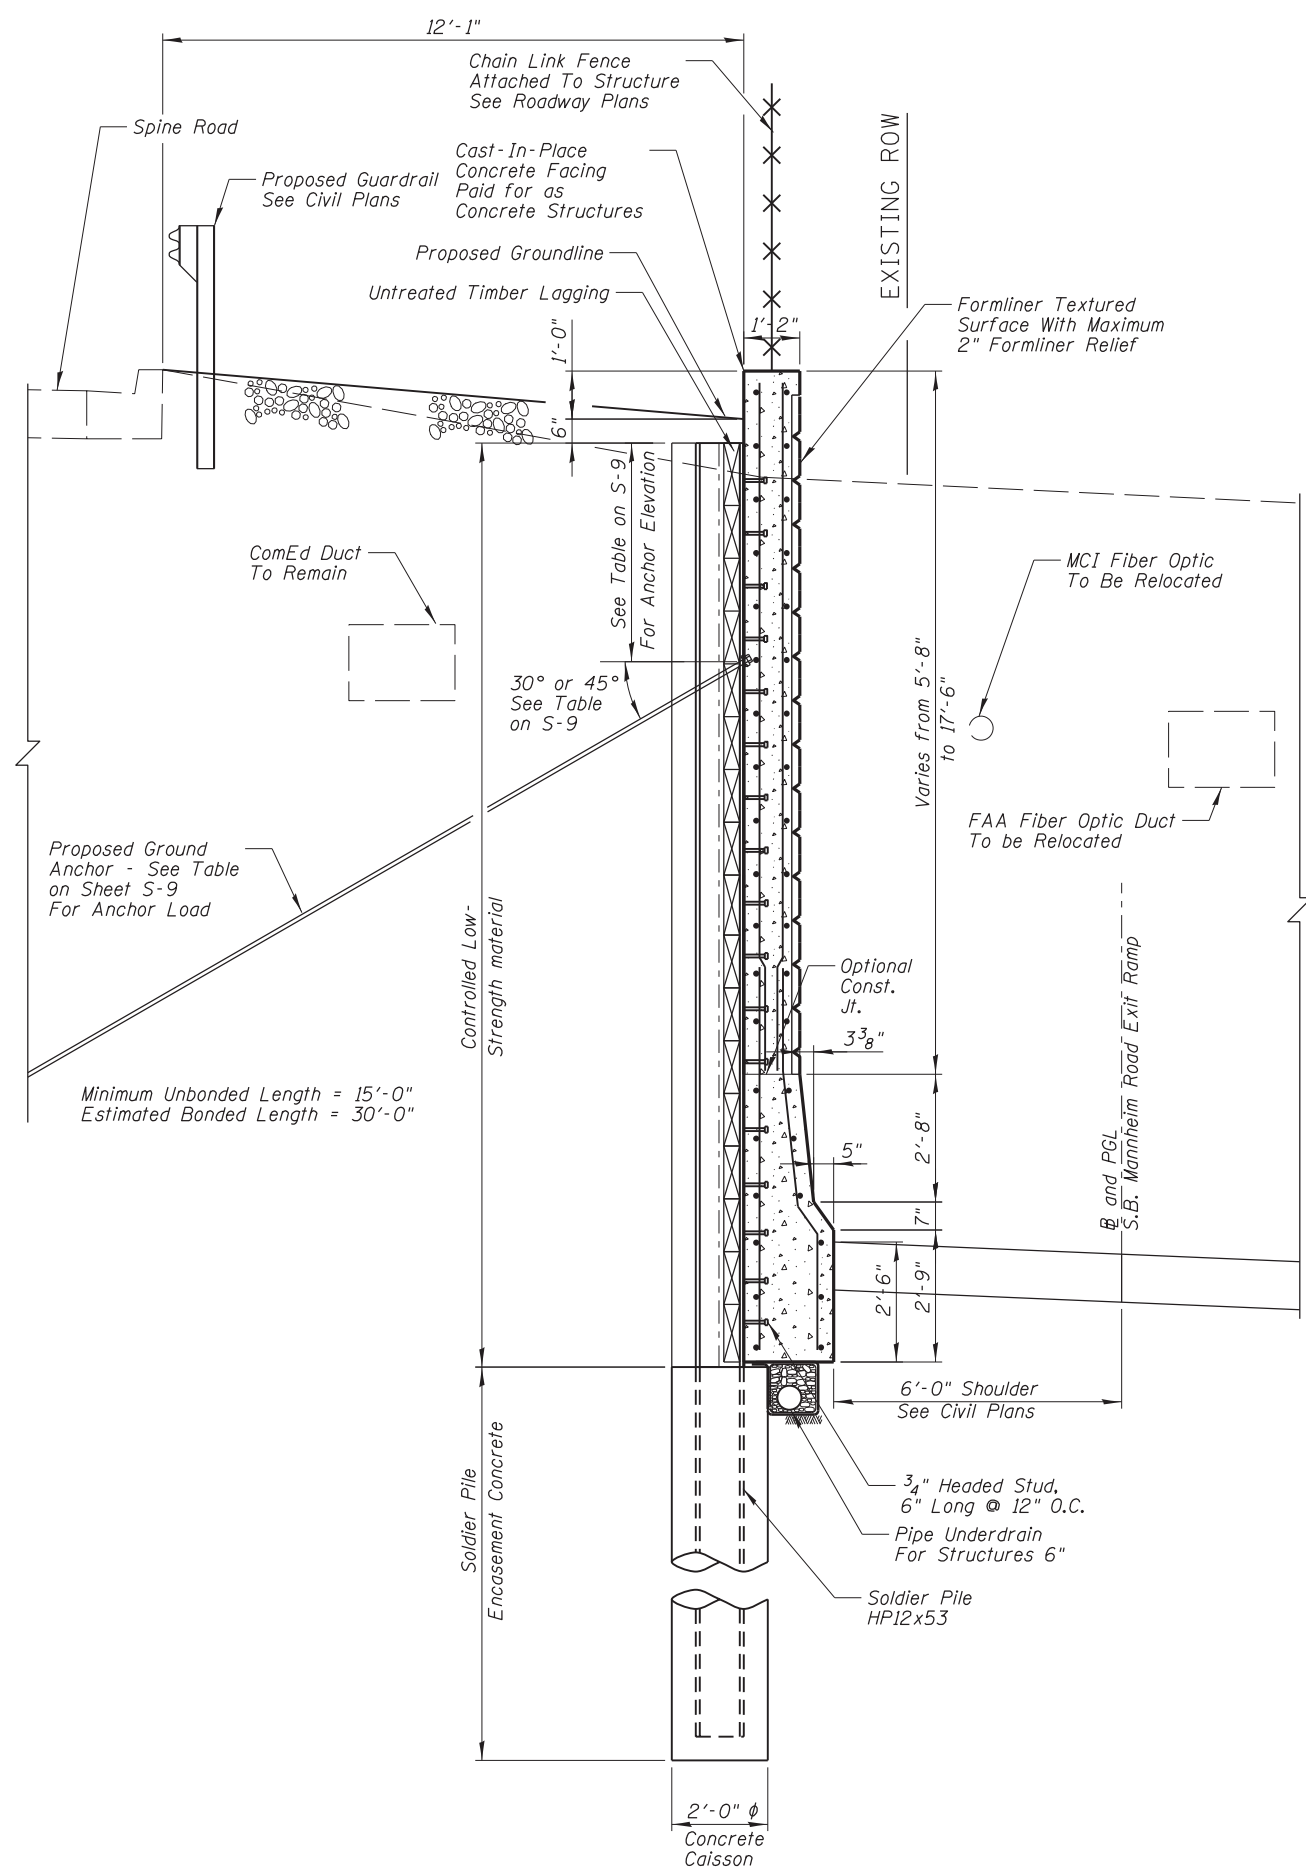 12'-1"
Chain Link Fence
Attached To Structure
See Roadway Plans
Spine Road
Cast-In-Place
Concrete Facing
Paid for as
Concrete Structures
EXISTING ROW
Proposed Guardrail
See Civil Plans
Proposed Groundline
Untreated Timber Lagging
Formliner Textured
Surface With Maximum
2" Formliner Relief
1'-2"
1'-0"
6"
See Table on S-9
For Anchor Elevation
ComEd Duct
To Remain
MCI Fiber Optic
To Be Relocated
30° or 45°
See Table
on S-9
Varies from 5'-8"
to 17'-6"
FAA Fiber Optic Duct
To be Relocated
Proposed Ground
Anchor - See Table
on Sheet S-9
For Anchor Load
Controlled Low-
Strength material
Optional
Const.
Jt.
3 3/8"
Minimum Unbonded Length = 15'-0"
Estimated Bonded Length = 30'-0"
2'-8"
5"
7"
2'-6"
2'-9"
℄ and PGL
S.B. Mannheim Road Exit Ramp
6'-0" Shoulder
See Civil Plans
Soldier Pile
Encasement Concrete
3/4" Headed Stud,
6" Long @ 12" O.C.
Pipe Underdrain
For Structures 6"
Soldier Pile
HP12x53
2'-0" ϕ
Concrete
Caisson